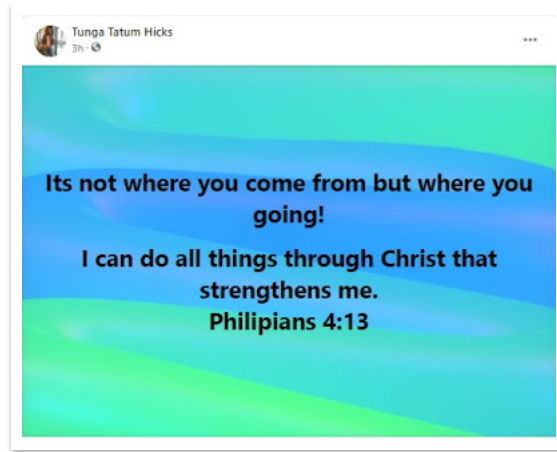 Tunga Tatum Hicks
3h ·
Its not where you come from but where you
going!
I can do all things through Christ that
strengthens me.
Philipians 4:13